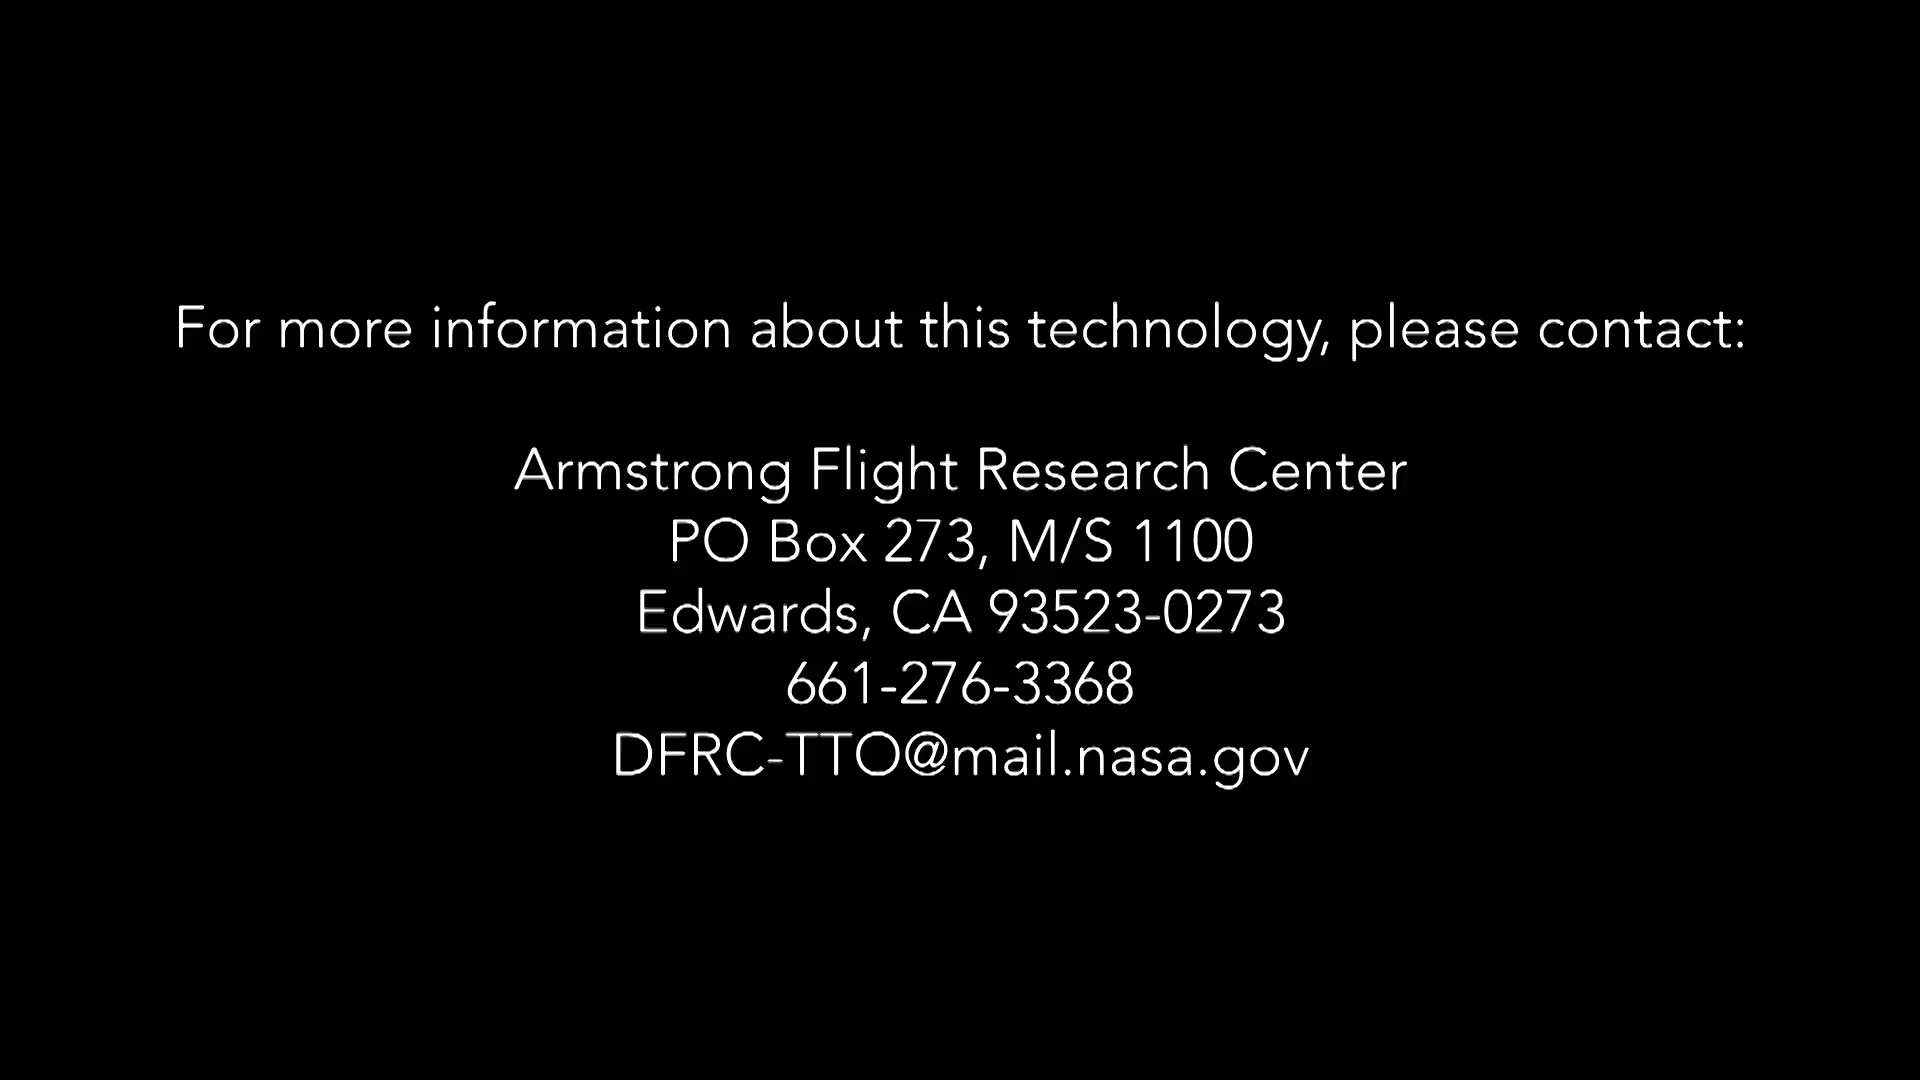 For more information about this technology, please contact:
Armstrong Flight Research Center
PO Box 273, M/S 1100
Edwards, CA 93523-0273
661-276-3368
DFRC-TTO@mail.nasa.gov